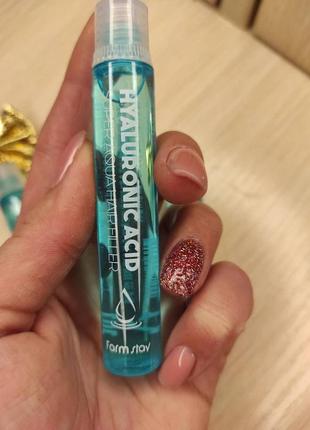 HYALURONIC ACID
SUPER AQUA HAIR FILLER
Farmstay